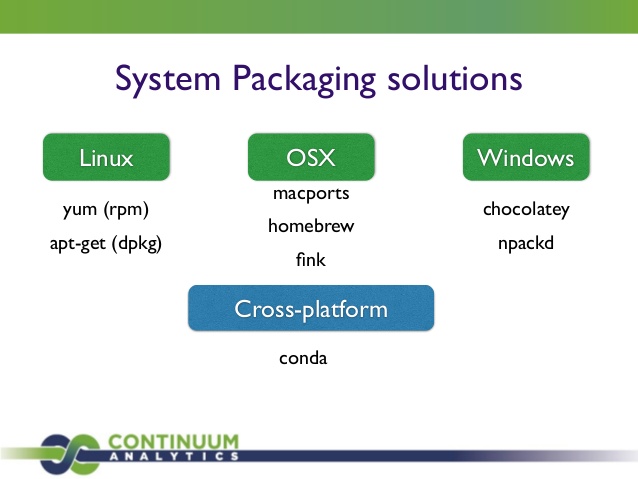 System Packaging solutions
Linux
OSX
Windows
yum (rpm)
apt-get (dpkg)
macports
homebrew
fink
chocolatey
npackd
Cross-platform
conda
CONTINUUM
ANALYTICS